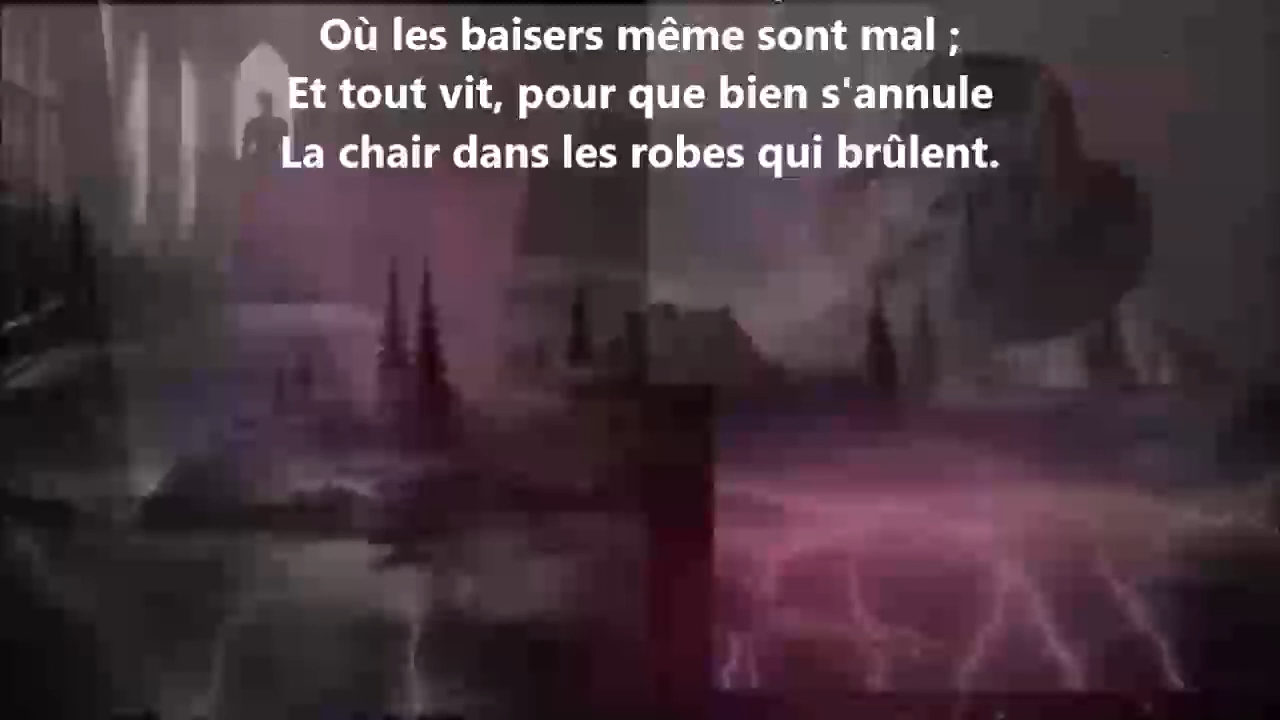 Où les baisers même sont mal ;
Et tout vit, pour que bien s'annule
La chair dans les robes qui brûlent.